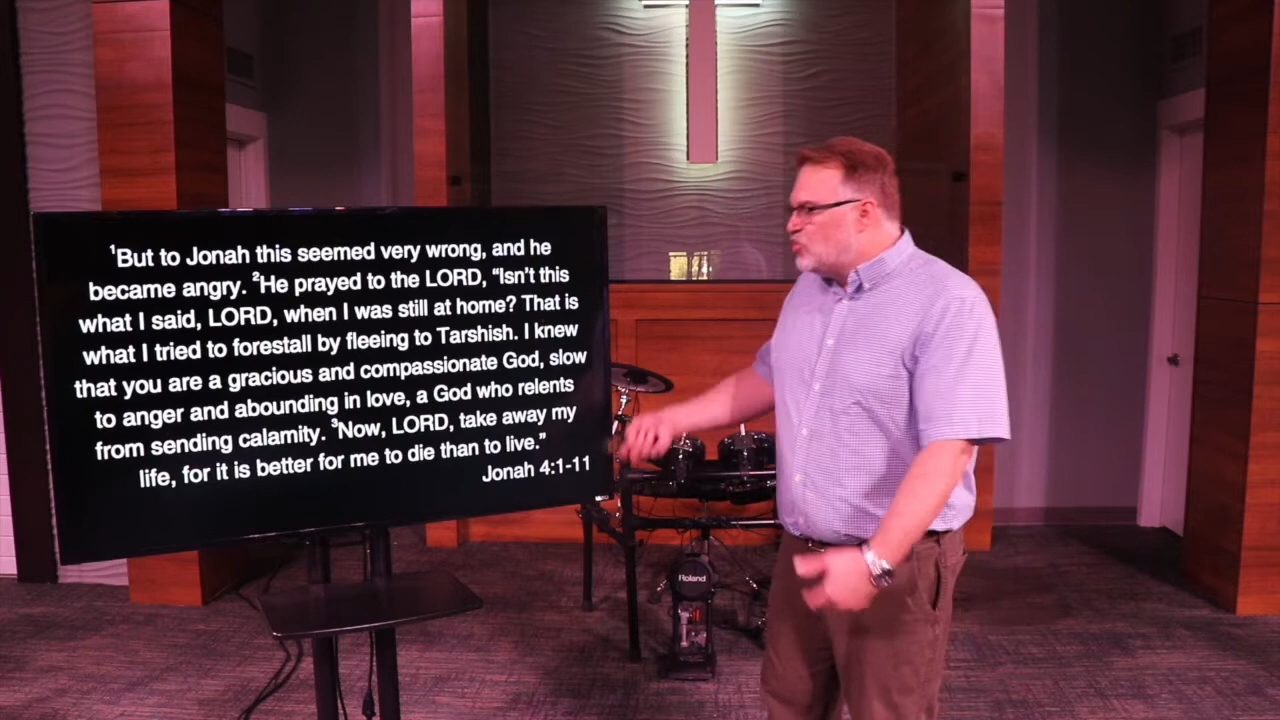 ¹But to Jonah this seemed very wrong, and he
became angry. ²He prayed to the LORD, “Isn’t this
what I said, LORD, when I was still at home? That is
what I tried to forestall by fleeing to Tarshish. I knew
that you are a gracious and compassionate God, slow
to anger and abounding in love, a God who relents
from sending calamity. ³Now, LORD, take away my
life, for it is better for me to die than to live.”
Jonah 4:1-11
Roland